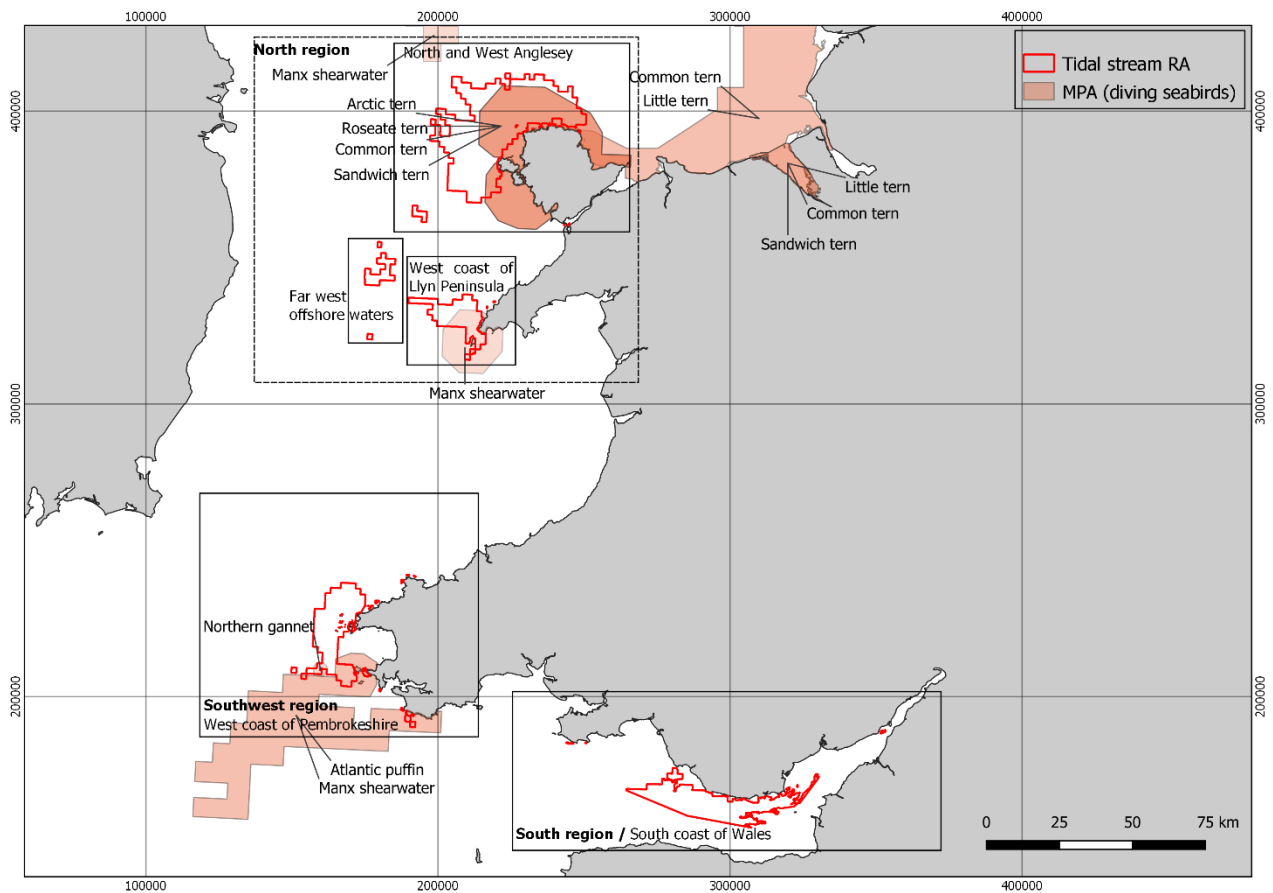 100000
200000
300000
400000
North region
North and West Anglesey
Manx shearwater
Tidal stream RA
MPA (diving seabirds)
Common tern
Little tern
Arctic tern
Roseate tern
Common tern
Sandwich tern
400000
400000
Little tern
Common tern
Sandwich tern
West coast of
Llyn Peninsula
Far west
offshore waters
Manx shearwater
300000
300000
Northern gannet
200000
200000
Southwest region
West coast of Pembrokeshire
Atlantic puffin
Manx shearwater
South region / South coast of Wales
0
25
50
75 km
100000
200000
300000
400000